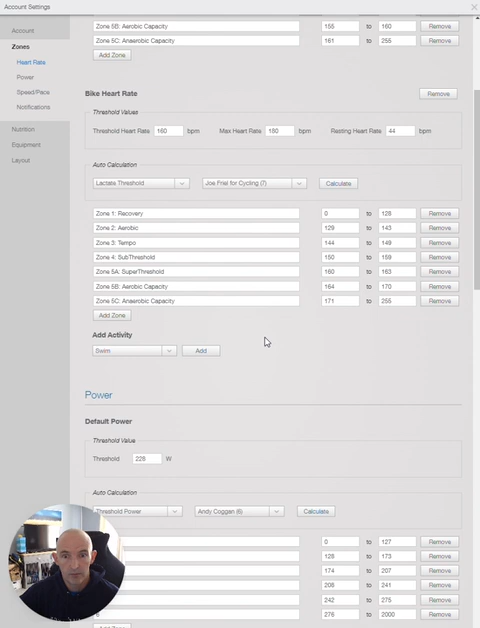 Account Settings
Account
Zones
Heart Rate
Power
Speed/Pace
Notifications
Nutrition
Equipment
Layout
Zone 5B: Aerobic Capacity 155 to 160 Remove
Zone 5C: Anaerobic Capacity 161 to 255 Remove
Add Zone
Bike Heart Rate Remove
Threshold Values
Threshold Heart Rate 160 bpm Max Heart Rate 180 bpm Resting Heart Rate 44 bpm
Auto Calculation
Lactate Threshold Joe Friel for Cycling (7) Calculate
Zone 1: Recovery 0 to 128 Remove
Zone 2: Aerobic 129 to 143 Remove
Zone 3: Tempo 144 to 149 Remove
Zone 4: SubThreshold 150 to 159 Remove
Zone 5A: SuperThreshold 160 to 163 Remove
Zone 5B: Aerobic Capacity 164 to 170 Remove
Zone 5C: Anaerobic Capacity 171 to 255 Remove
Add Zone
Add Activity
Swim Add
Power
Default Power
Threshold Value
Threshold 228 W
Auto Calculation
Threshold Power Andy Coggan (6) Calculate
0 to 127 Remove
128 to 173 Remove
174 to 207 Remove
208 to 241 Remove
242 to 275 Remove
276 to 2000 Remove